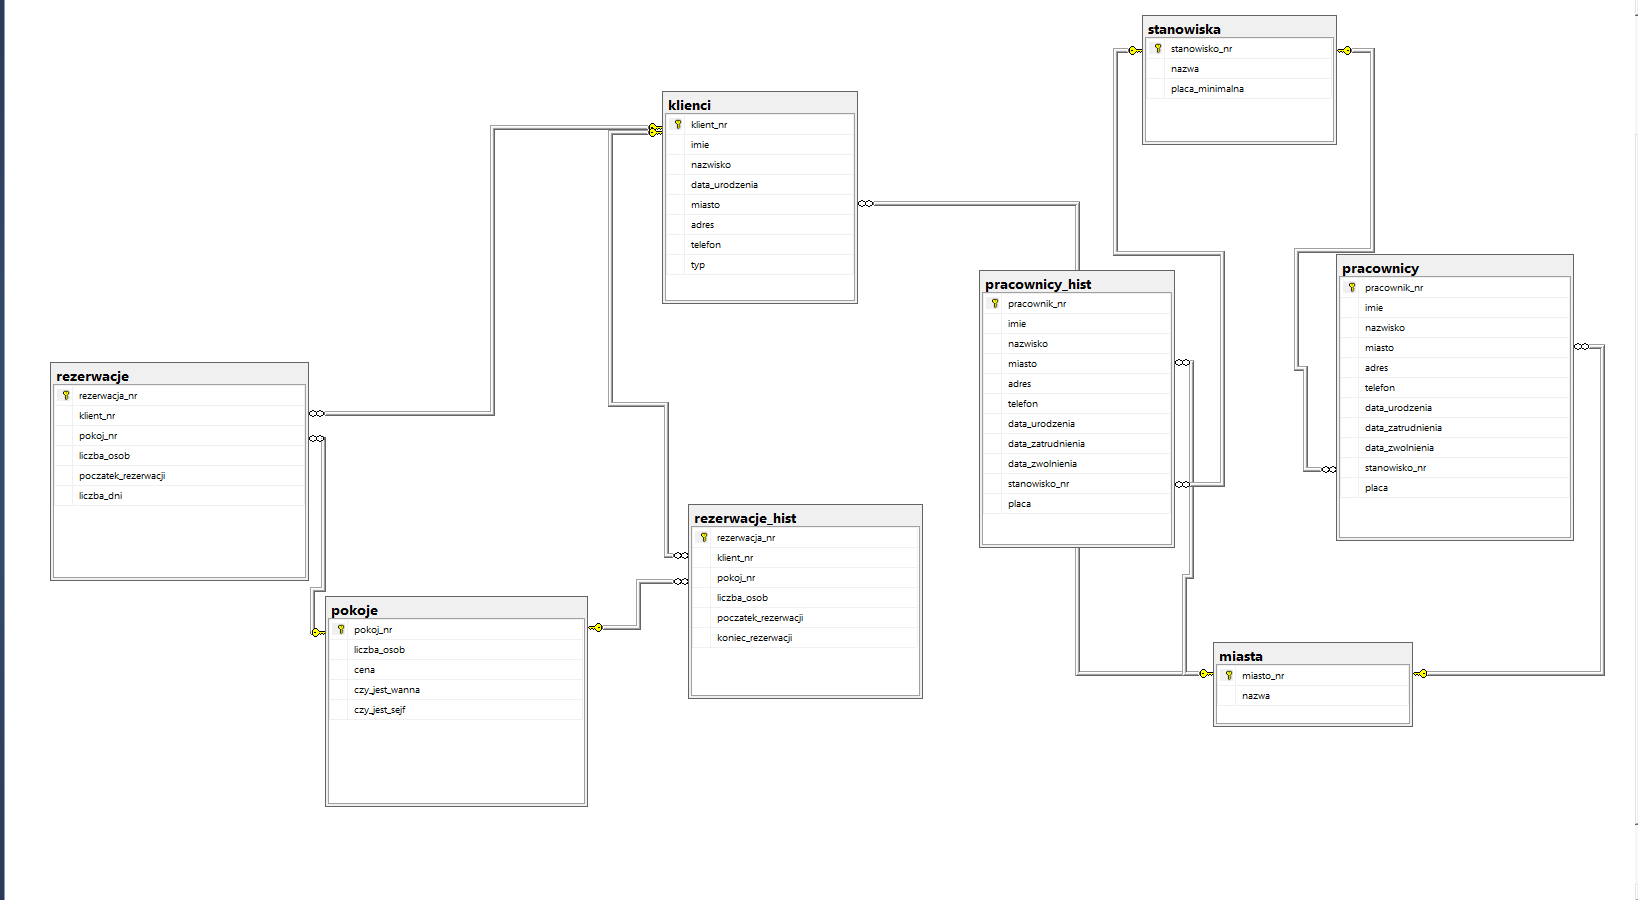 stanowiska
stanowisko_nr
nazwa
placa_minimalna
klienci
klient_nr
imie
nazwisko
data_urodzenia
miasto
adres
telefon
typ
pracownicy_hist
pracownik_nr
imie
nazwisko
miasto
adres
telefon
data_urodzenia
data_zatrudnienia
data_zwolnienia
stanowisko_nr
placa
pracownicy
pracownik_nr
imie
nazwisko
miasto
adres
telefon
data_urodzenia
data_zatrudnienia
data_zwolnienia
stanowisko_nr
placa
rezerwacje
rezerwacja_nr
klient_nr
pokoj_nr
liczba_osob
poczatek_rezerwacji
liczba_dni
rezerwacje_hist
rezerwacja_nr
klient_nr
pokoj_nr
liczba_osob
poczatek_rezerwacji
koniec_rezerwacji
pokoje
pokoj_nr
liczba_osob
cena
czy_jest_wanna
czy_jest_sejf
miasta
miasto_nr
nazwa